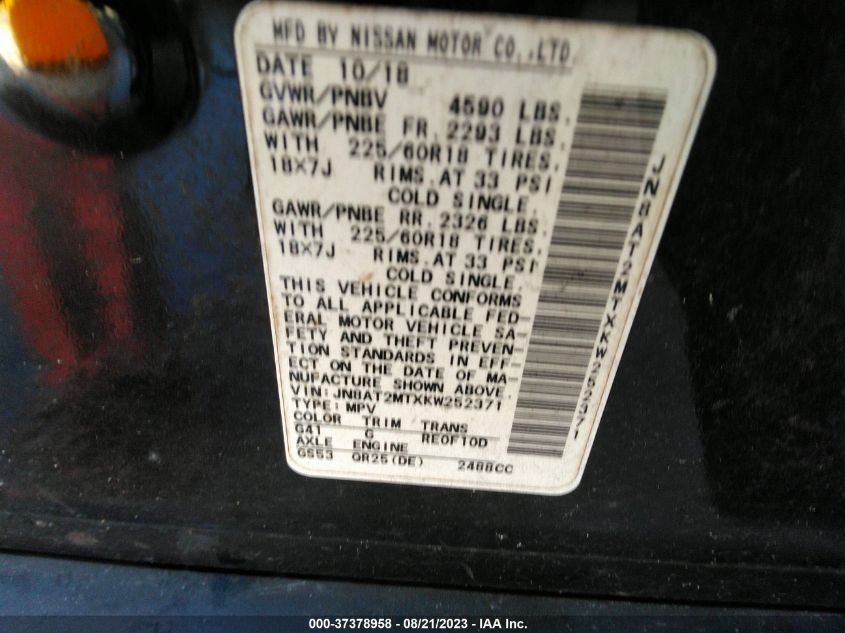 MFD BY NISSAN MOTOR CO.,LTD.
DATE 10/18
GVWR/PNBV 4590 LBS.
GAWR/PNBE FR. 2293 LBS.
WITH 225/60R18 TIRES,
18×7J RIMS.AT 33 PSI
COLD SINGLE.
GAWR/PNBE RR. 2326 LBS.
WITH 225/60R18 TIRES,
18×7J RIMS.AT 33 PSI
COLD SINGLE.
THIS VEHICLE CONFORMS
TO ALL APPLICABLE FED-
ERAL MOTOR VEHICLE SA-
FETY AND THEFT PREVEN-
TION STANDARDS IN EFF-
ECT ON THE DATE OF MA-
NUFACTURE SHOWN ABOVE.
VIN:JN8AT2MTXKW252371
TYPE:MPV
COLOR TRIM TRANS
G41 G RE0F10D
AXLE ENGINE
GS53 QR25(DE) 2488CC
JN8AT2MTXKW252371
000-37378958 - 08/21/2023 - IAA Inc.